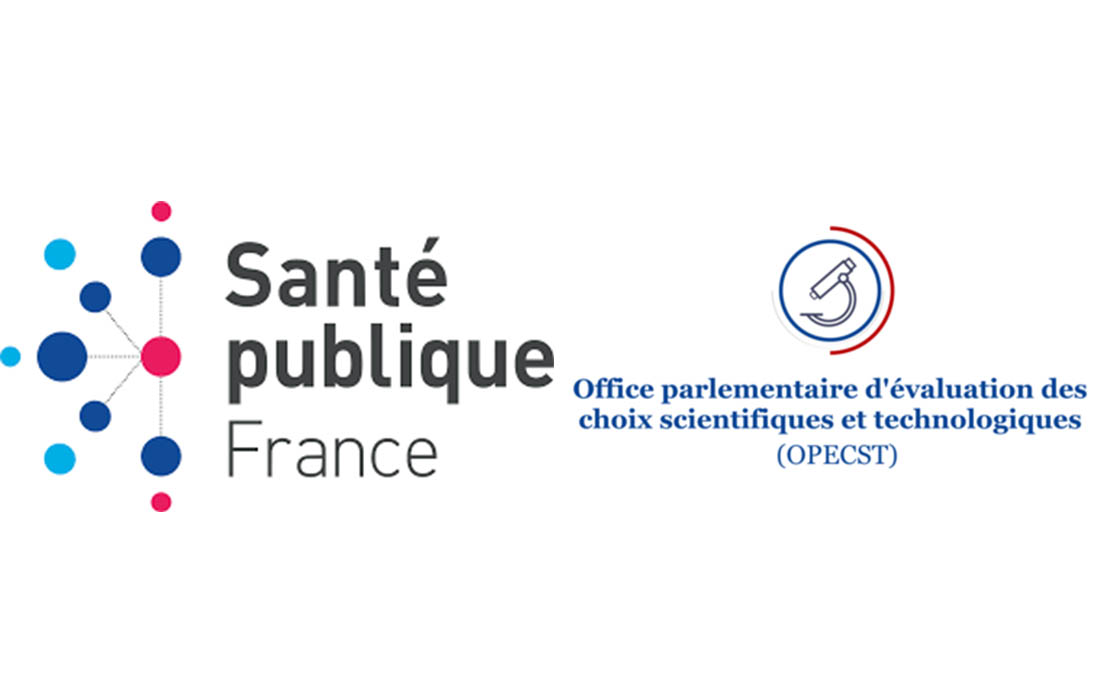 Santé
publique
France
Office parlementaire d'évaluation des
choix scientifiques et technologiques
(OPECST)